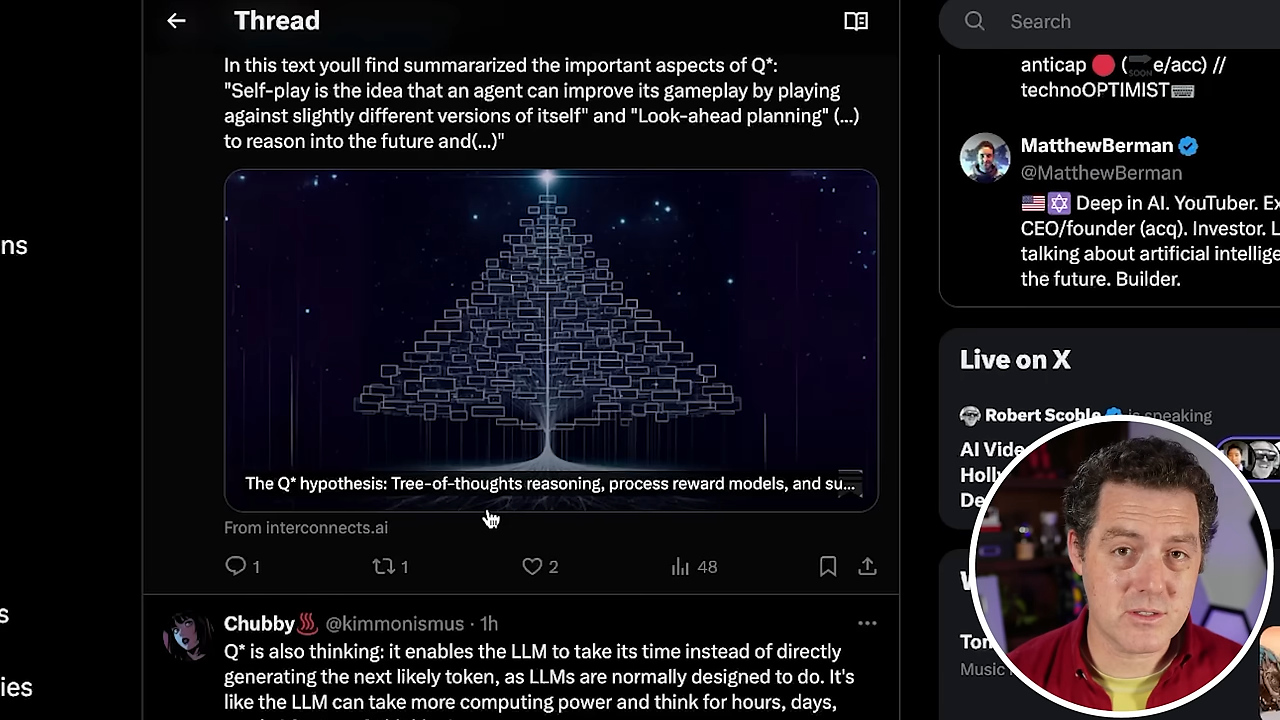 Thread
Search
In this text youll find summararized the important aspects of Q*:
"Self-play is the idea that an agent can improve its gameplay by playing
against slightly different versions of itself" and "Look-ahead planning" (...)
to reason into the future and(...)"
The Q* hypothesis: Tree-of-thoughts reasoning, process reward models, and su...
From interconnects.ai
1
1
2
48
Chubby♨️ @kimmonismus · 1h
Q* is also thinking: it enables the LLM to take its time instead of directly
generating the next likely token, as LLMs are normally designed to do. It's
like the LLM can take more computing power and think for hours, days,
anticap 🔴 (🔜 e/acc) //
technoOPTIMIST⌨️
MatthewBerman
@MatthewBerman
🇺🇸🔯 Deep in AI. YouTuber. Ex
CEO/founder (acq). Investor. L
talking about artificial intellige
the future. Builder.
Live on X
Robert Scoble is speaking
AI Vide
Holly
De
W
Tom
Music
ns
s
ies